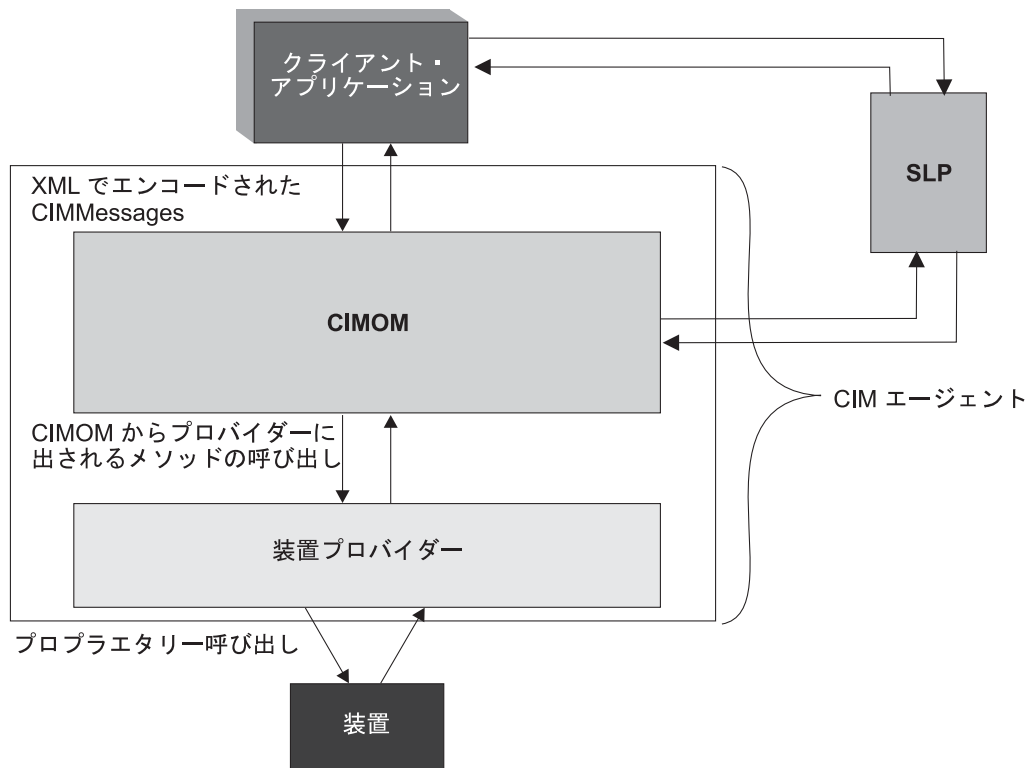 クライアント・
アプリケーション
SLP
XML でエンコードされた
CIMMessages
CIMOM
CIM エージェント
CIMOM からプロバイダーに
出されるメソッドの呼び出し
装置プロバイダー
プロプラエタリー呼び出し
装置